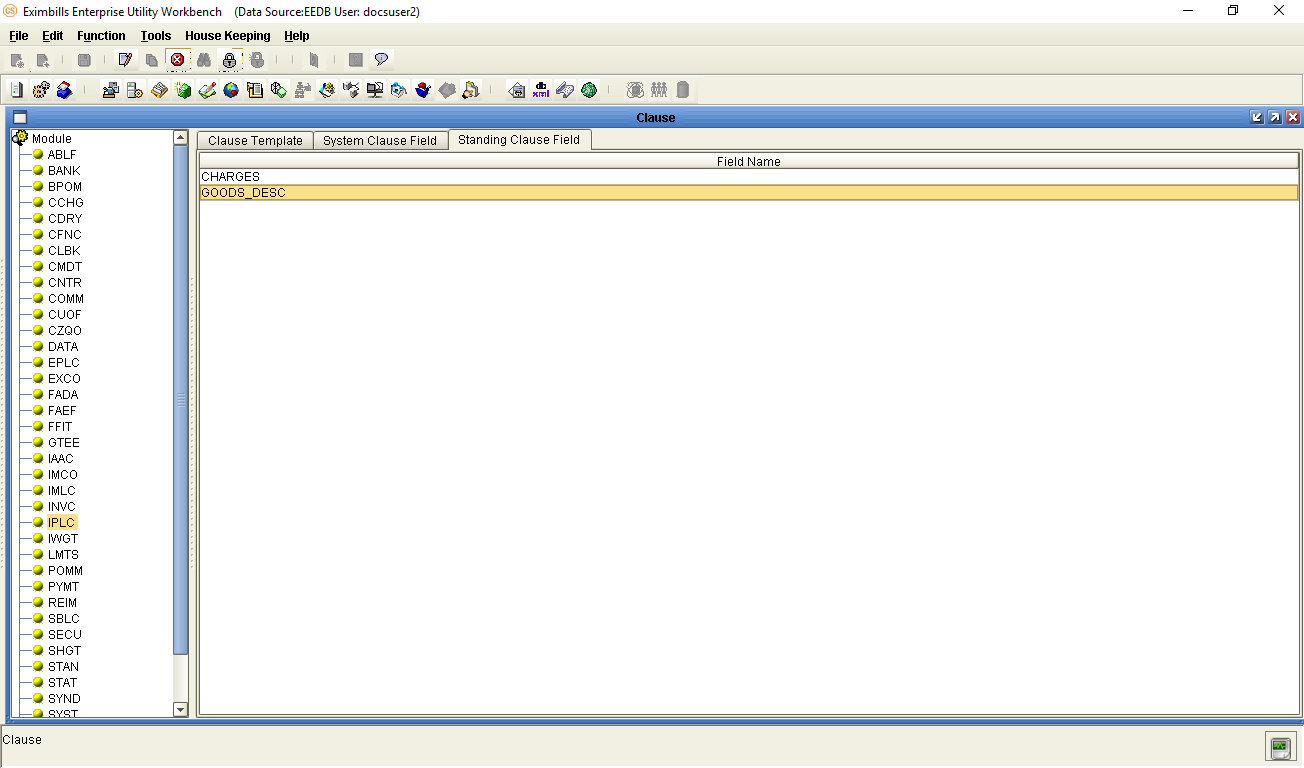 CS Eximbills Enterprise Utility Workbench (Data Source:EEDB User: docsuser2)
File Edit Function Tools House Keeping Help
xml
Clause
Module
ABLF
BANK
BPOM
CCHG
CDRY
CFNC
CLBK
CMDT
CNTR
COMM
CUOF
CZQO
DATA
EPLC
EXCO
FADA
FAEF
FFIT
GTEE
IAAC
IMCO
IMLC
INVC
IPLC
IWGT
LMTS
POMM
PYMT
REIM
SBLC
SECU
SHGT
STAN
STAT
SYND
SYST
Clause Template System Clause Field Standing Clause Field
Field Name
CHARGES
GOODS_DESC
Clause